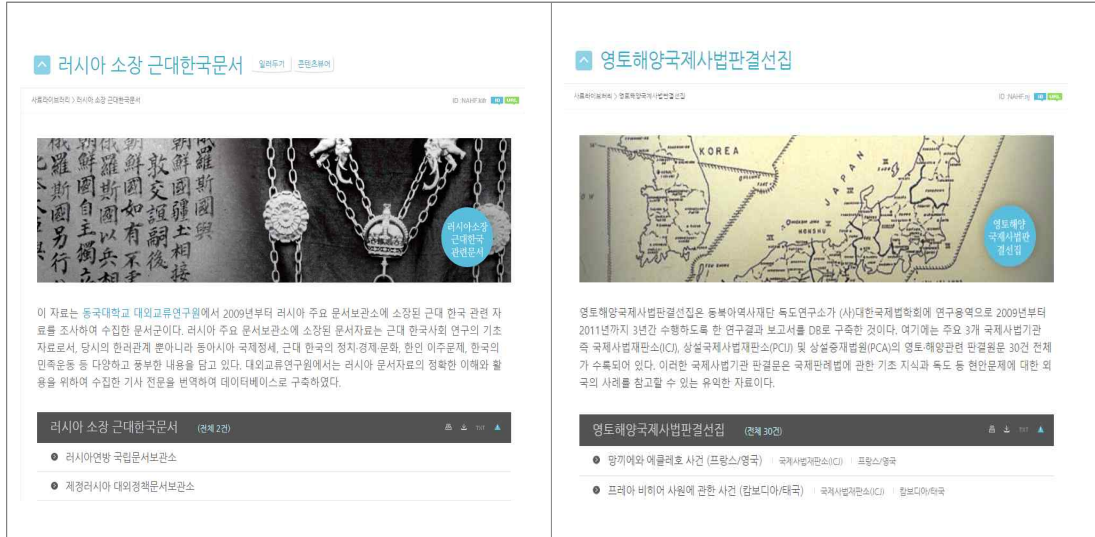 러시아 소장 근대한국문서
일러두기
콘텐츠뷰어
사료라이브러리 > 러시아 소장 근대한국문서
ID :NAHF.kdr
ID
URL
러시아소장
근대한국
관련문서
이 자료는 동국대학교 대외교류연구원에서 2009년부터 러시아 주요 문서보관소에 소장된 근대 한국 관련 자
료를 조사하여 수집한 문서군이다. 러시아 주요 문서보관소에 소장된 문서자료는 근대 한국사회 연구의 기초
자료로서, 당시의 한러관계 뿐아니라 동아시아 국제정세, 근대 한국의 정치·경제·문화, 한인 이주문제, 한국의
민족운동 등 다양하고 풍부한 내용을 담고 있다. 대외교류연구원에서는 러시아 문서자료의 정확한 이해와 활
용을 위하여 수집한 기사 전문을 번역하여 데이터베이스로 구축하였다.
러시아 소장 근대한국문서 (전체 2건)
TXT
러시아연방 국립문서보관소
제정러시아 대외정책문서보관소
영토해양국제사법판결선집
사료라이브러리 > 영토해양국제사법판결선집
ID :NAHF.oj
ID
URL
KOREA
JAPAN
HONSHU
영토해양
국제사법판
결선집
영토해양국제사법판결선집은 동북아역사재단 독도연구소가 (사)대한국제법학회에 연구용역으로 2009년부터
2011년까지 3년간 수행하도록 한 연구결과 보고서를 DB로 구축한 것이다. 여기에는 주요 3개 국제사법기관
즉 국제사법재판소(ICJ), 상설국제사법재판소(PCIJ) 및 상설중재법원(PCA)의 영토·해양관련 판결원문 30건 전체
가 수록되어 있다. 이러한 국제사법기관 판결문은 국제판례법에 관한 기초 지식과 독도 등 현안문제에 대한 외
국의 사례를 참고할 수 있는 유익한 자료이다.
영토해양국제사법판결선집 (전체 30건)
TXT
망끼에와 에클레호 사건 (프랑스/영국) | 국제사법재판소(ICJ) | 프랑스/영국
프레아 비히어 사원에 관한 사건 (캄보디아/태국) | 국제사법재판소(ICJ) | 캄보디아/태국